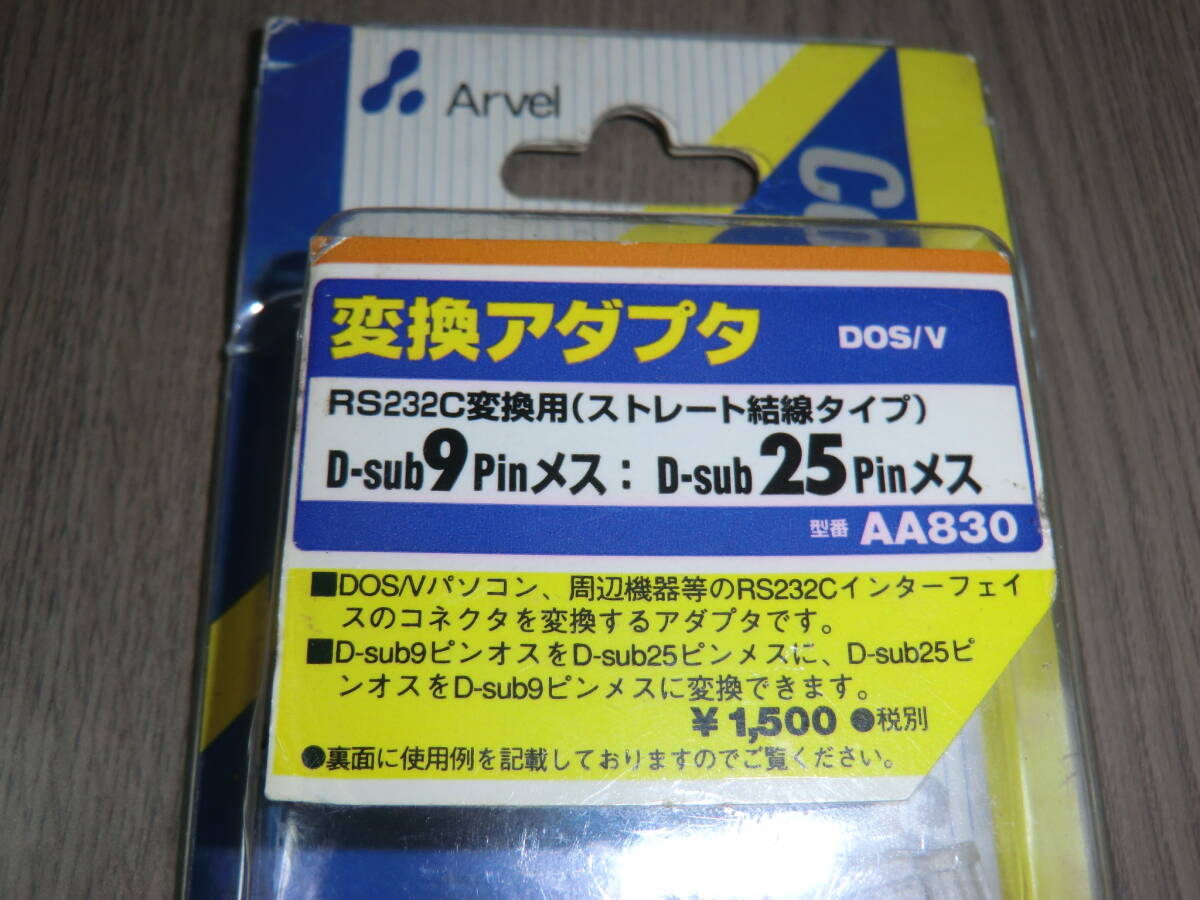 Arvel
変換アダプタ DOS/V
RS232C変換用(ストレート結線タイプ)
D-sub9Pinメス: D-sub25Pinメス
型番 AA830
■DOS/Vパソコン、周辺機器等のRS232Cインターフェイ
スのコネクタを変換するアダプタです。
■D-sub9ピンオスをD-sub25ピンメスに、D-sub25ピ
ンオスをD-sub9ピンメスに変換できます。
¥1,500 ●税別
●裏面に使用例を記載しておりますのでご覧ください。